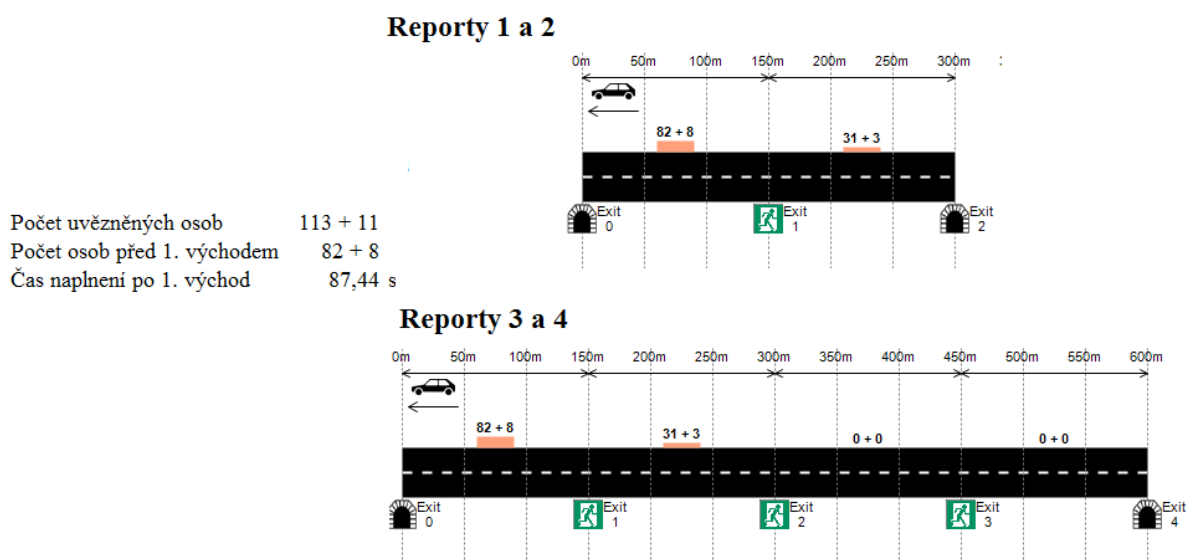 Reporty 1 a 2
0m 50m 100m 150m 200m 250m 300m
82 + 8 31 + 3
Exit 0 Exit 1 Exit 2
Počet uvězněných osob 113 + 11
Počet osob před 1. východem 82 + 8
Čas naplnení po 1. východ 87,44 s
Reporty 3 a 4
0m 50m 100m 150m 200m 250m 300m 350m 400m 450m 500m 550m 600m
82 + 8 31 + 3 0 + 0 0 + 0
Exit 0 Exit 1 Exit 2 Exit 3 Exit 4